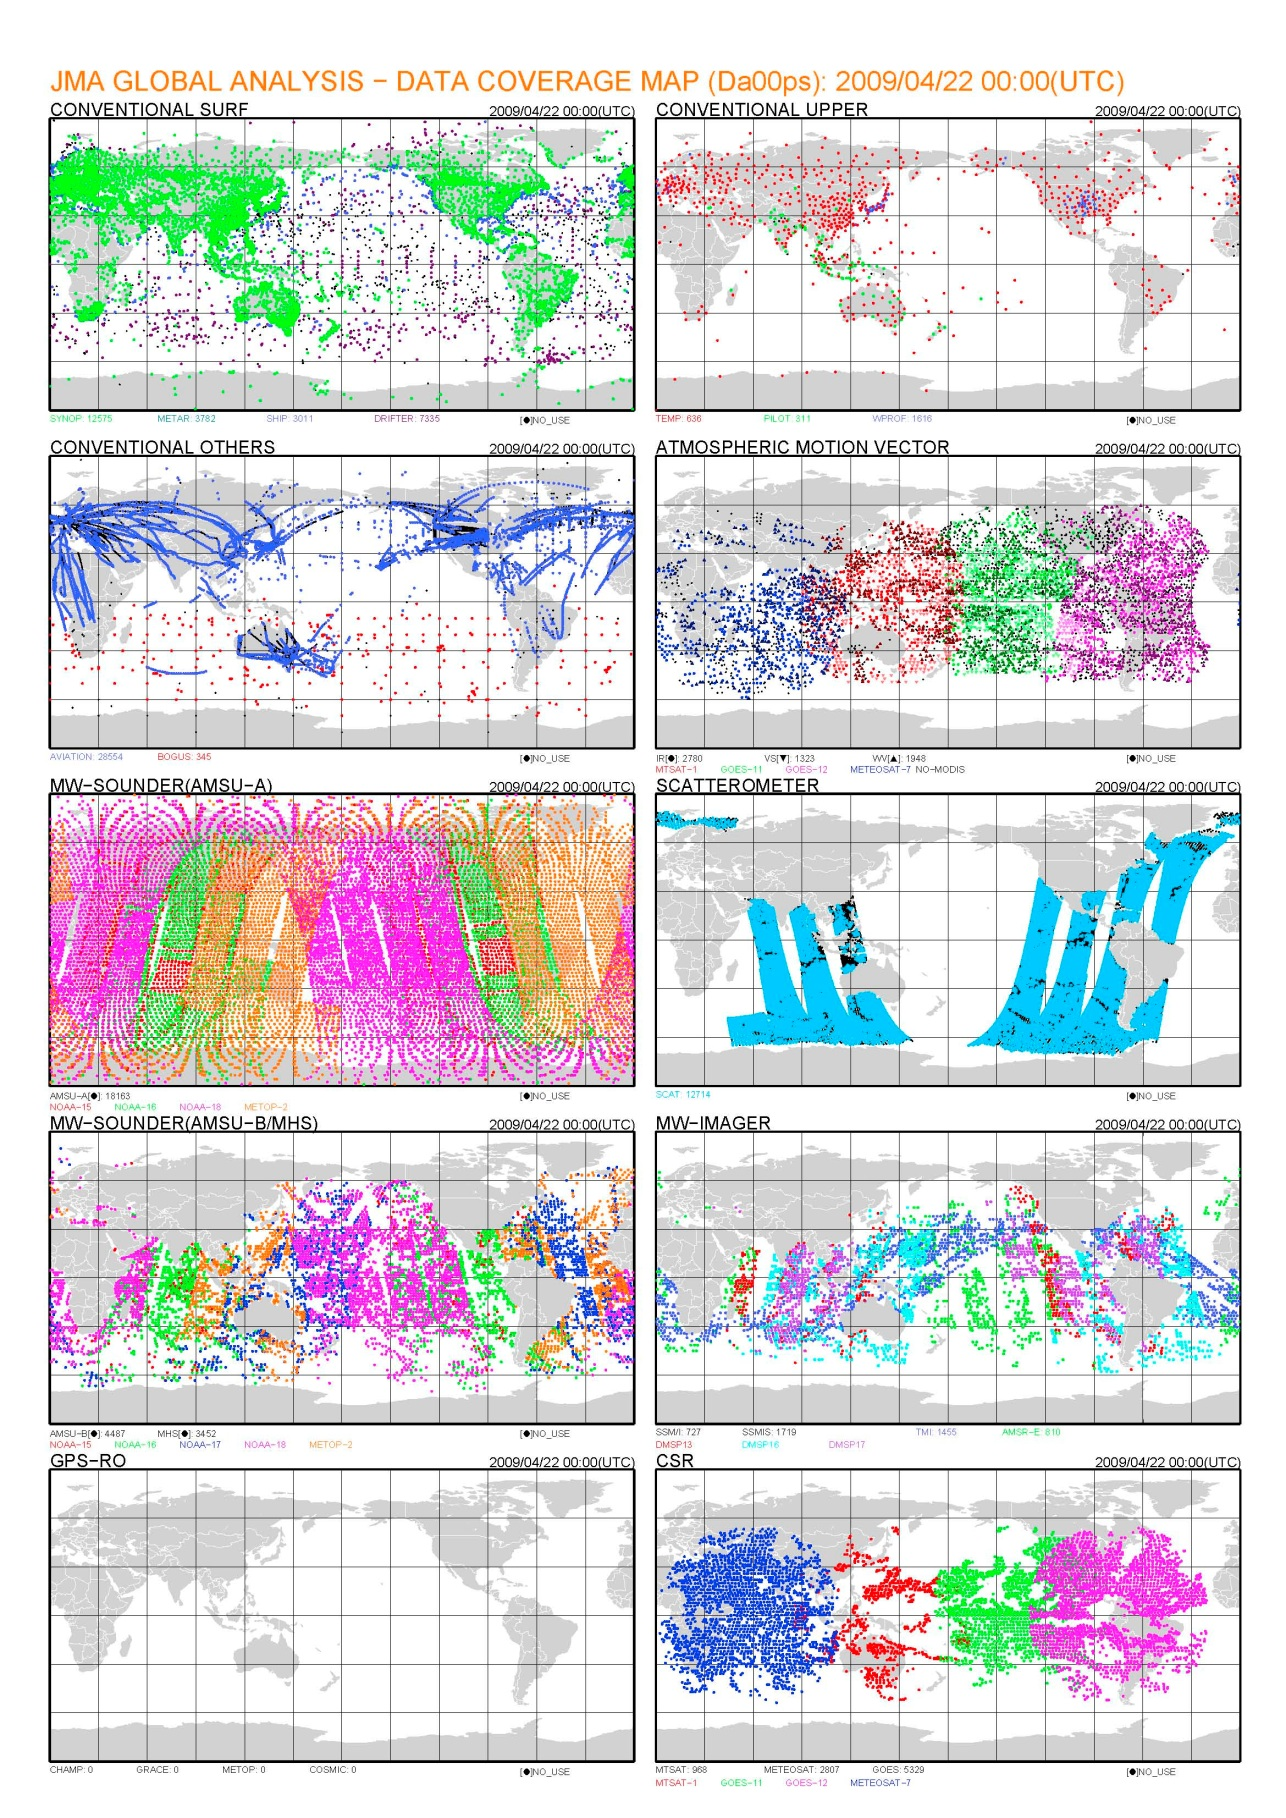 JMA GLOBAL ANALYSIS − DATA COVERAGE MAP (Da00ps): 2009/04/22 00:00(UTC)
CONVENTIONAL SURF 2009/04/22 00:00(UTC)
SYNOP: 12575 METAR: 3782 SHIP: 3011 DRIFTER: 7335 [●]NO_USE
CONVENTIONAL UPPER 2009/04/22 00:00(UTC)
TEMP: 636 PILOT: 311 WPROF: 1616 [●]NO_USE
CONVENTIONAL OTHERS 2009/04/22 00:00(UTC)
AVIATION: 28554 BOGUS: 345 [●]NO_USE
ATMOSPHERIC MOTION VECTOR 2009/04/22 00:00(UTC)
IR[●]: 2780 VS[▼]: 1323 WV[▲]: 1948 [●]NO_USE
MTSAT−1 GOES−11 GOES−12 METEOSAT−7 NO−MODIS
MW−SOUNDER(AMSU−A) 2009/04/22 00:00(UTC)
AMSU−A[●]: 18163 [●]NO_USE
NOAA−15 NOAA−16 NOAA−18 METOP−2
SCATTEROMETER 2009/04/22 00:00(UTC)
SCAT: 12714 [●]NO_USE
MW−SOUNDER(AMSU−B/MHS) 2009/04/22 00:00(UTC)
AMSU−B[●]: 4487 MHS[●]: 3452 [●]NO_USE
NOAA−15 NOAA−16 NOAA−17 NOAA−18 METOP−2
MW−IMAGER 2009/04/22 00:00(UTC)
SSM/I: 727 SSMIS: 1719 TMI: 1455 AMSR−E: 810 [●]NO_USE
DMSP13 DMSP16 DMSP17
GPS−RO 2009/04/22 00:00(UTC)
CHAMP: 0 GRACE: 0 METOP: 0 COSMIC: 0 [●]NO_USE
CSR 2009/04/22 00:00(UTC)
MTSAT: 968 METEOSAT: 2807 GOES: 5329 [●]NO_USE
MTSAT−1 GOES−11 GOES−12 METEOSAT−7